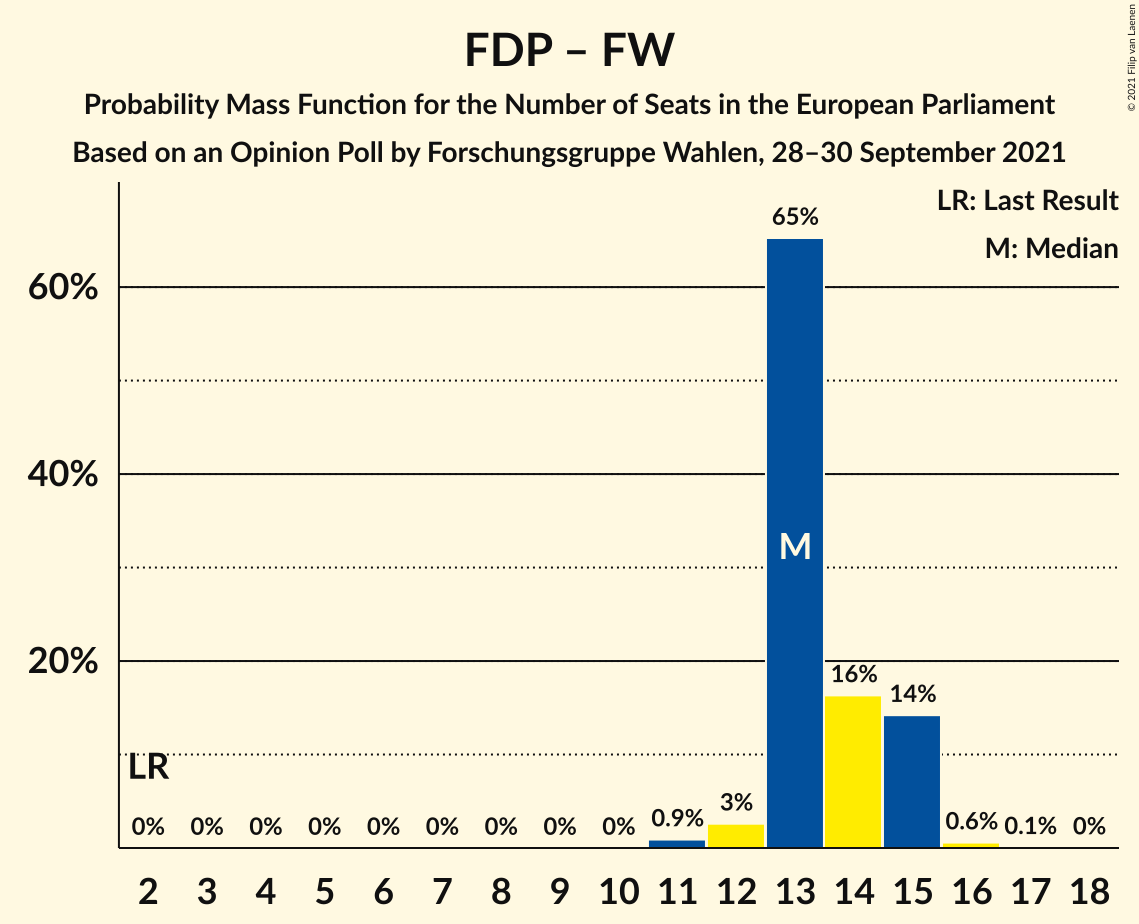 FDP – FW
Probability Mass Function for the Number of Seats in the European Parliament
Based on an Opinion Poll by Forschungsgruppe Wahlen, 28–30 September 2021
© 2021 Filip van Laenen
LR: Last Result
M: Median
60%
40%
20%
65%
M
16%
14%
LR
0% 0% 0% 0% 0% 0% 0% 0% 0% 0.9% 3% 0.6% 0.1% 0%
2 3 4 5 6 7 8 9 10 11 12 13 14 15 16 17 18